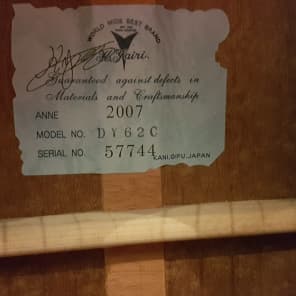 WORLD WIDE BEST BRAND
K. Yairi
Guaranteed against defects in
Materials and Craftsmanship
ANNE 2007
MODEL NO. DY62C
SERIAL NO. 57744
KANI,GIFU,JAPAN